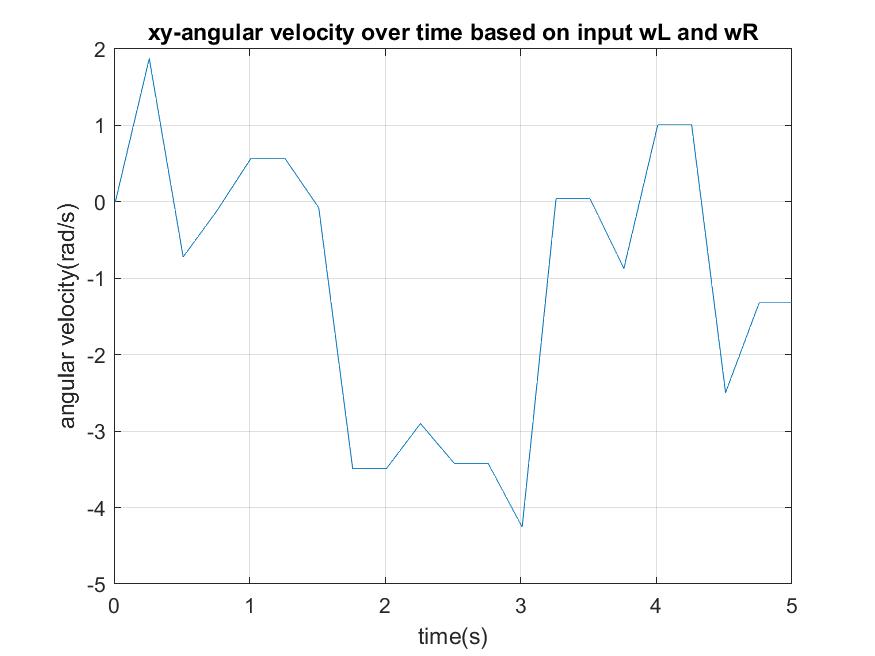 xy-angular velocity over time based on input wL and wR
2
1
0
-1
-2
-3
-4
-5
angular velocity(rad/s)
0 1 2 3 4 5
time(s)